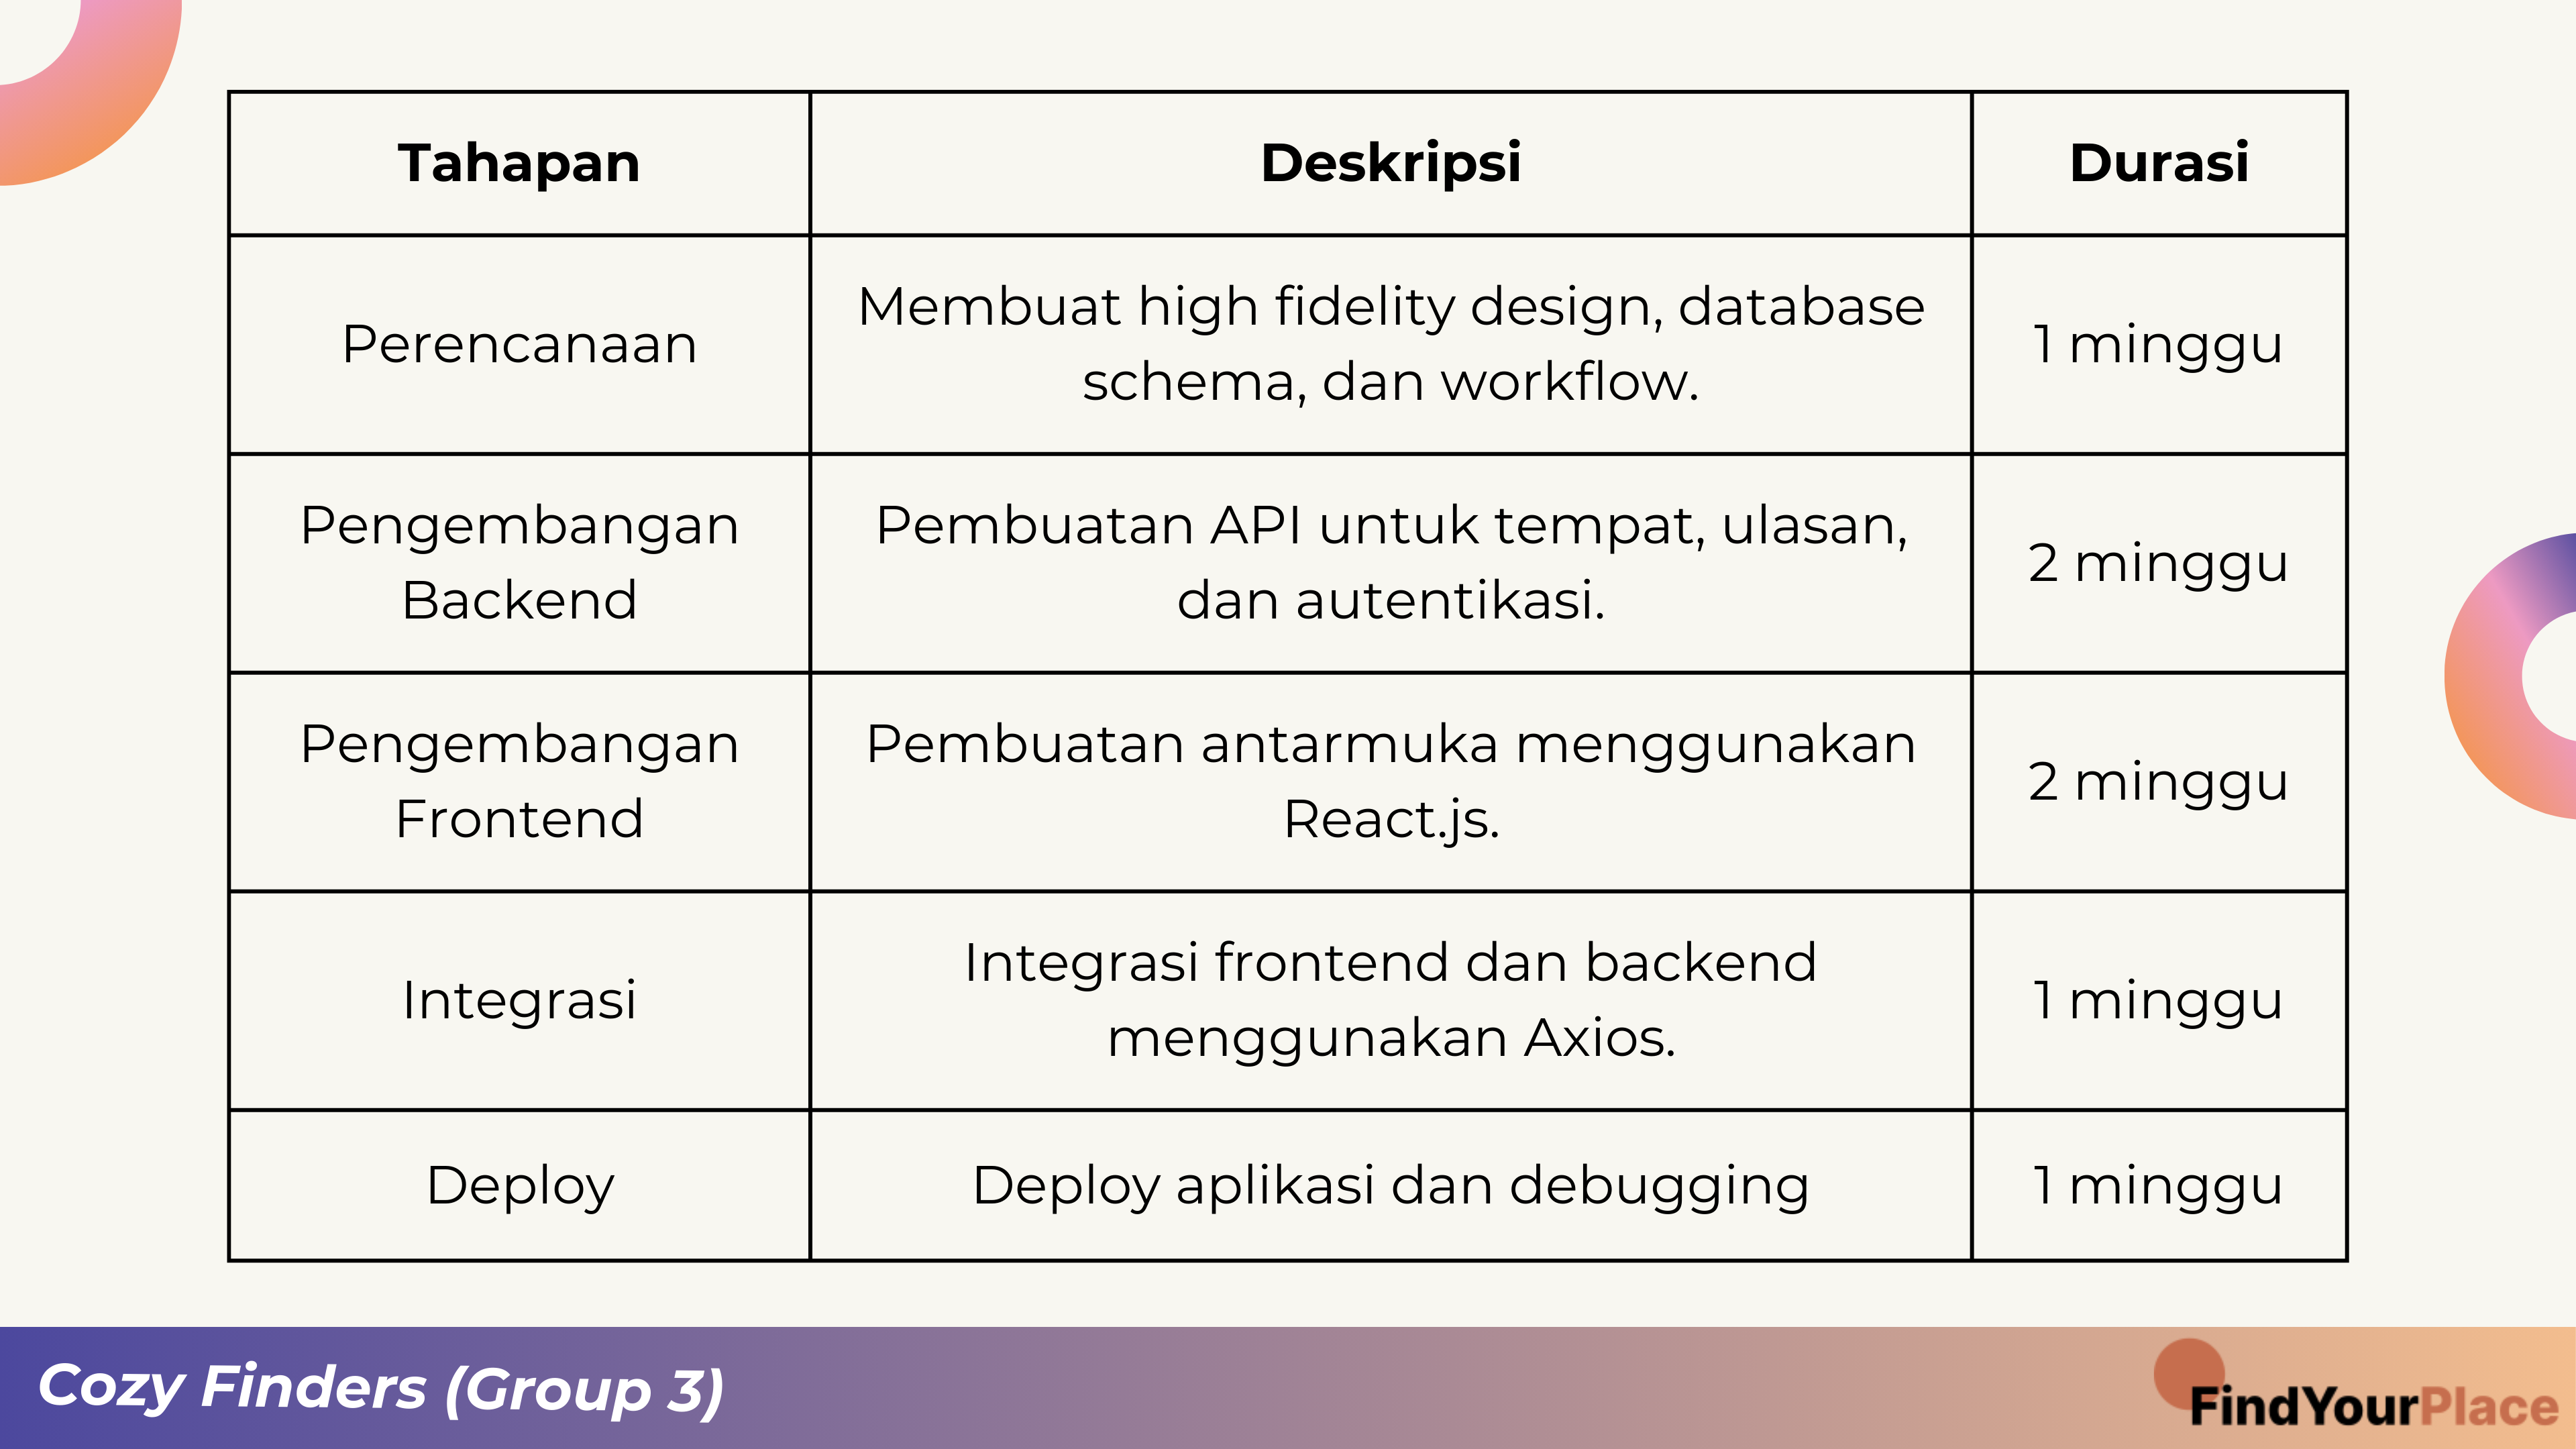 Tahapan
Deskripsi
Durasi
Perencanaan
Membuat high fidelity design, database
schema, dan workflow.
1 minggu
Pengembangan
Backend
Pembuatan API untuk tempat, ulasan,
dan autentikasi.
2 minggu
Pengembangan
Frontend
Pembuatan antarmuka menggunakan
React.js.
2 minggu
Integrasi
Integrasi frontend dan backend
menggunakan Axios.
1 minggu
Deploy
Deploy aplikasi dan debugging
1 minggu
Cozy Finders (Group 3)
FindYourPlace